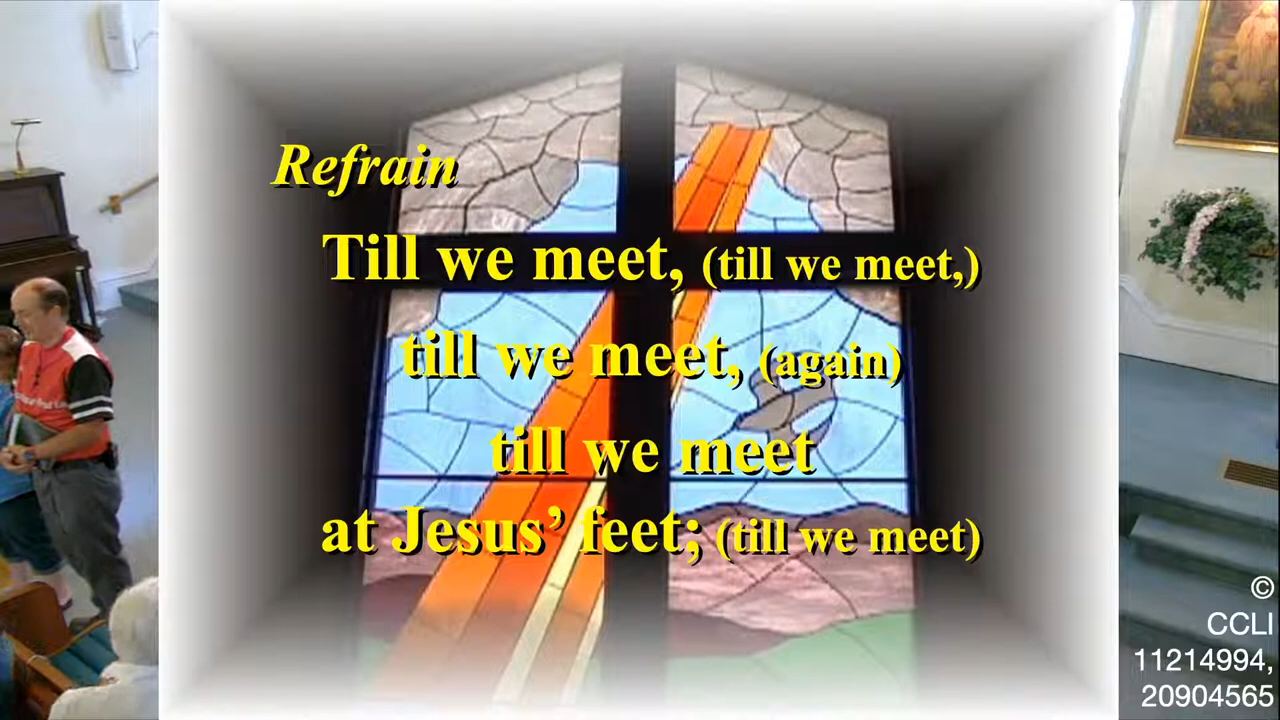 Refrain
Till we meet, (till we meet,)
till we meet, (again)
till we meet
at Jesus’ feet; (till we meet)
©
CCLI
11214994,
20904565